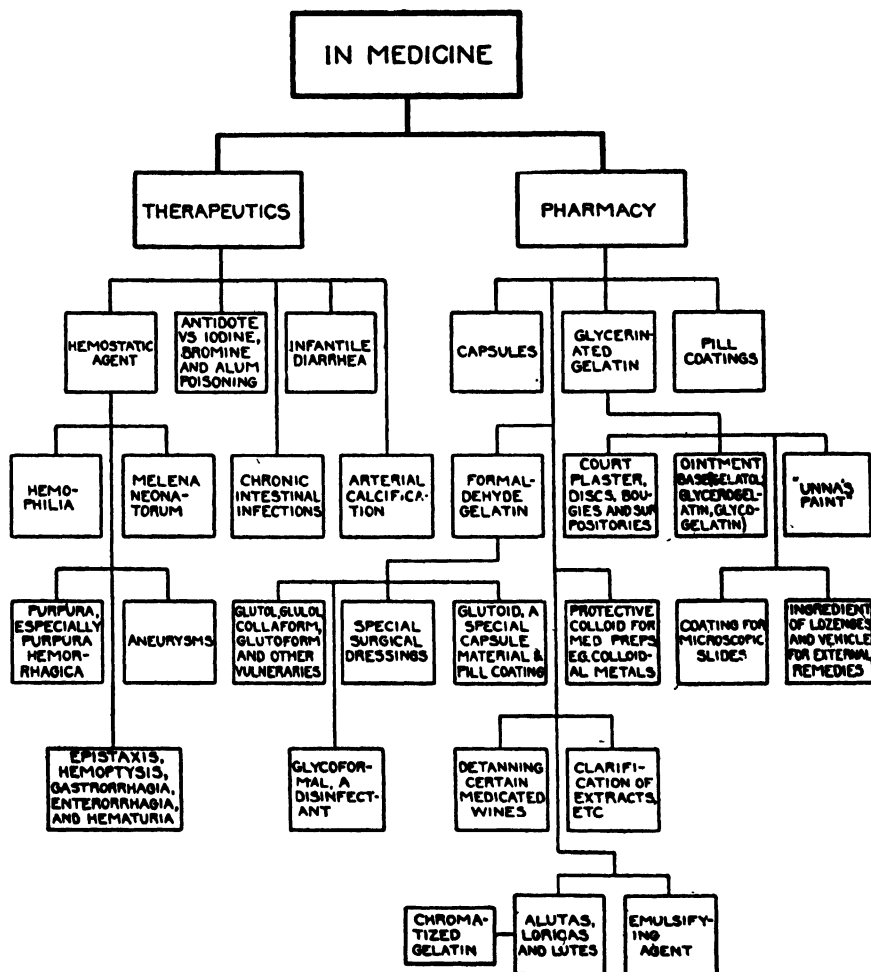 IN MEDICINE
THERAPEUTICS
PHARMACY
HEMOSTATIC
AGENT
ANTIDOTE
VS IODINE,
BROMINE
AND ALUM
POISONING
INFANTILE
DIARRHEA
CAPSULES
GLYCERIN-
ATED
GELATIN
PILL
COATINGS
HEMO-
PHILIA
MELENA
NEONA-
TORUM
CHRONIC
INTESTINAL
INFECTIONS
ARTERIAL
CALCIFICA-
TION
FORMAL-
DEHYDE
GELATIN
COURT
PLASTER,
DISCS, BOU-
GIES AND SUP
POSITORIES
OINTMENT
BASE(GELATOL,
GLYCEROGEL-
ATIN, GLYCO-
GELATIN)
"UNNA'S
PAINT"
PURPURA,
ESPECIALLY
PURPURA
HEMOR-
RHAGICA
ANEURYSMS
GLUTOL, GLULOL,
COLLAFORM,
GLUTOFORM
AND OTHER
VULNERARIES
SPECIAL
SURGICAL
DRESSINGS
GLUTOID, A
SPECIAL
CAPSULE
MATERIAL &
PILL COATING
PROTECTIVE
COLLOID FOR
MED PREPS
E.G. COLLOID-
AL METALS
COATING FOR
MICROSCOPIC
SLIDES
INGREDIENT
OF LOZENGES
AND VEHICLE
FOR EXTERNAL
REMEDIES
EPISTAXIS,
HEMOPTYSIS,
GASTRORRHAGIA,
ENTERORRHAGIA,
AND HEMATURIA
GLYCOFOR-
MAL, A
DISINFECT-
ANT
DETANNING
CERTAIN
MEDICATED
WINES
CLARIFI-
CATION OF
EXTRACTS,
ETC
CHROMA-
TIZED
GELATIN
ALUTAS,
LORICAS
AND LUTES
EMULSIFY-
ING
AGENT